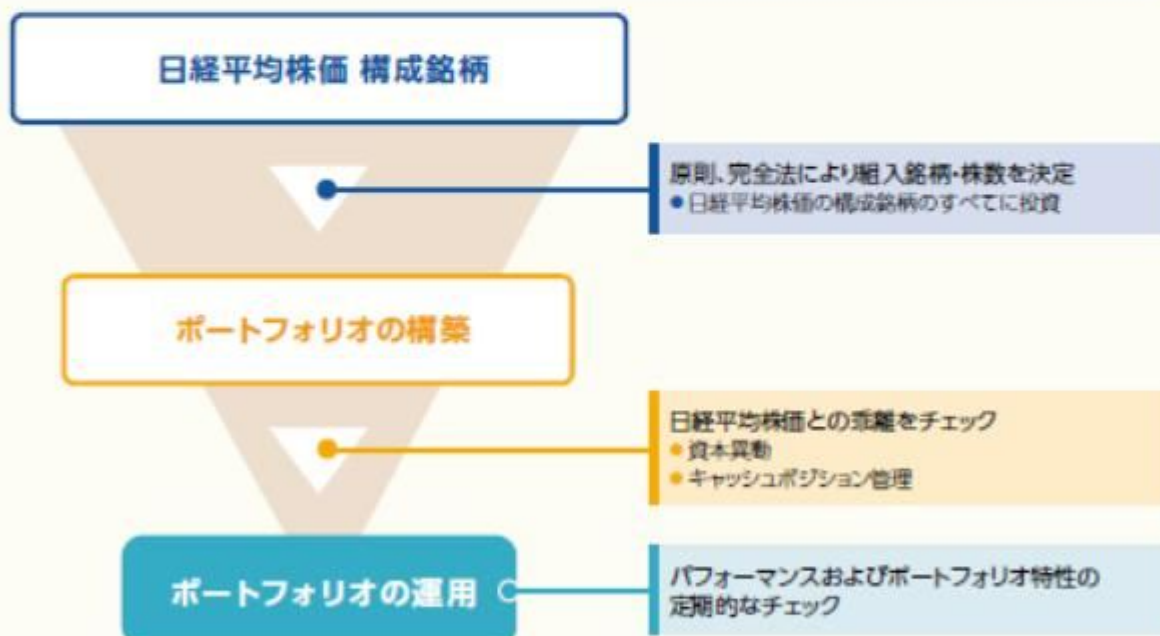 日経平均株価 構成銘柄
原則、完全法により組入銘柄・株数を決定
● 日経平均株価の構成銘柄のすべてに投資
ポートフォリオの構築
日経平均株価との乖離をチェック
● 資本異動
● キャッシュポジション管理
ポートフォリオの運用
パフォーマンスおよびポートフォリオ特性の
定期的なチェック